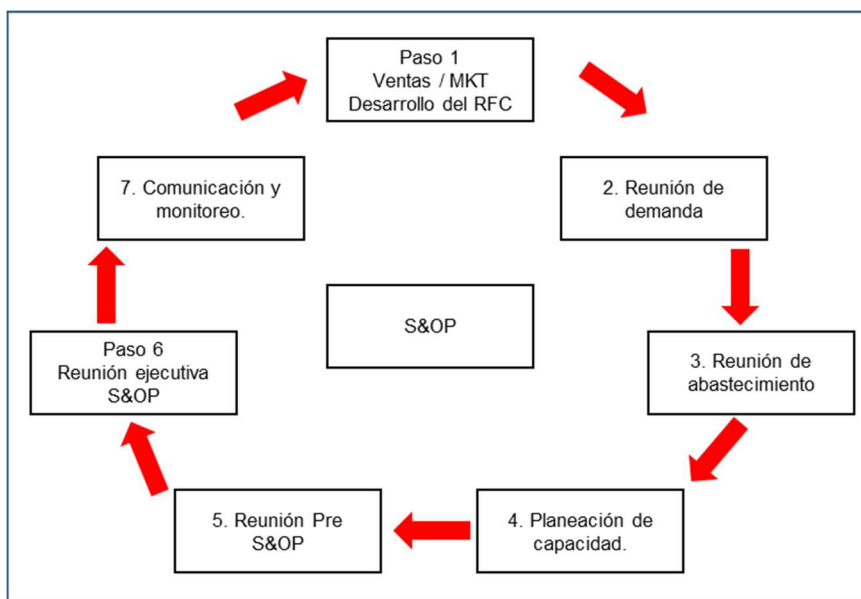 Paso 1
Ventas / MKT
Desarrollo del RFC
2. Reunión de
demanda
3. Reunión de
abastecimiento
4. Planeación de
capacidad.
5. Reunión Pre
S&OP
Paso 6
Reunión ejecutiva
S&OP
7. Comunicación y
monitoreo.
S&OP